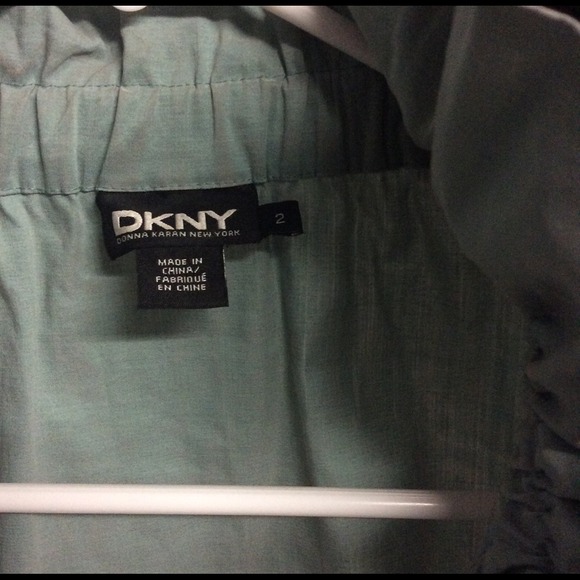 DKNY
DONNA KARAN NEW YORK
2
MADE IN
CHINA/
FABRIQUÉ
EN CHINE